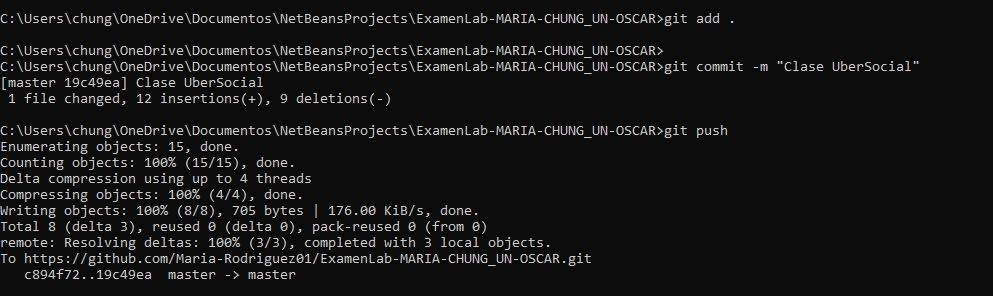 C:\Users\chung\OneDrive\Documentos\NetBeansProjects\ExamenLab-MARIA-CHUNG_UN-OSCAR>git add .
C:\Users\chung\OneDrive\Documentos\NetBeansProjects\ExamenLab-MARIA-CHUNG_UN-OSCAR>
C:\Users\chung\OneDrive\Documentos\NetBeansProjects\ExamenLab-MARIA-CHUNG_UN-OSCAR>git commit -m "Clase UberSocial"
[master 19c49ea] Clase UberSocial
 1 file changed, 12 insertions(+), 9 deletions(-)
C:\Users\chung\OneDrive\Documentos\NetBeansProjects\ExamenLab-MARIA-CHUNG_UN-OSCAR>git push
Enumerating objects: 15, done.
Counting objects: 100% (15/15), done.
Delta compression using up to 4 threads
Compressing objects: 100% (4/4), done.
Writing objects: 100% (8/8), 705 bytes | 176.00 KiB/s, done.
Total 8 (delta 3), reused 0 (delta 0), pack-reused 0 (from 0)
remote: Resolving deltas: 100% (3/3), completed with 3 local objects.
To https://github.com/Maria-Rodriguez01/ExamenLab-MARIA-CHUNG_UN-OSCAR.git
   c894f72..19c49ea  master -> master